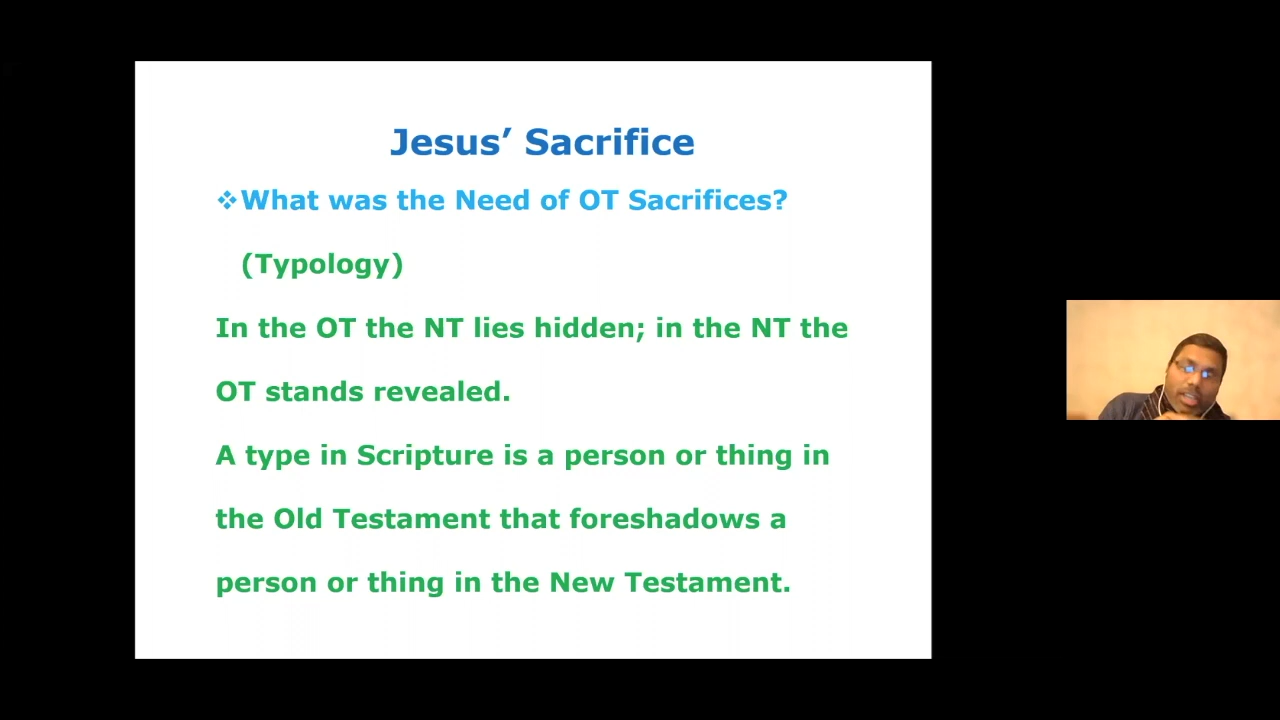 Jesus’ Sacrifice
❖What was the Need of OT Sacrifices?
(Typology)
In the OT the NT lies hidden; in the NT the
OT stands revealed.
A type in Scripture is a person or thing in
the Old Testament that foreshadows a
person or thing in the New Testament.